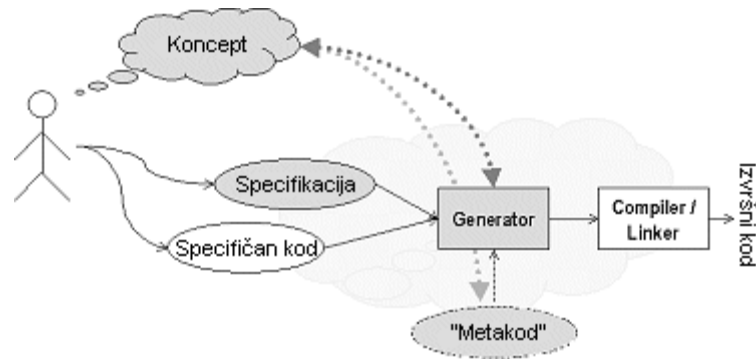 Koncept
Specifikacija
Specifičan kod
Generator
Compiler /
Linker
Izvršni kod
"Metakod"